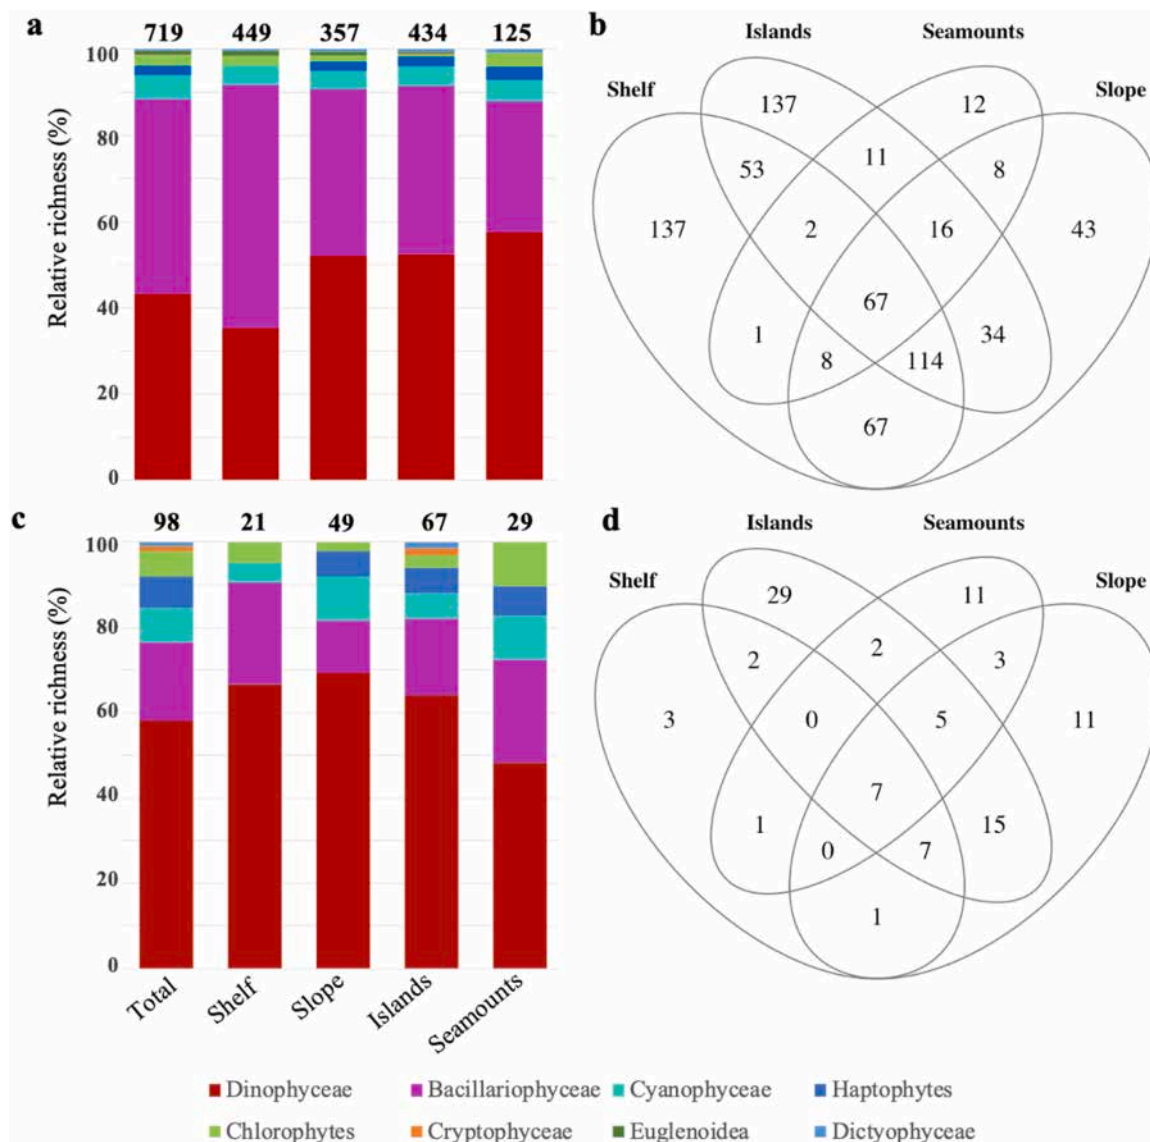 a
719 449 357 434 125
100
80
60
40
20
0
Relative richness (%)
b
Islands Seamounts
Shelf Slope
137 12
53 11 8
137 2 16 43
67
1 34
8 114
67
c
98 21 49 67 29
100
80
60
40
20
0
Relative richness (%)
Total Shelf Slope Islands Seamounts
d
Islands Seamounts
Shelf Slope
29 11
2 2 3
3 0 5 11
7
1 15
0 7
1
Dinophyceae Bacillariophyceae Cyanophyceae Haptophytes
Chlorophytes Cryptophyceae Euglenoidea Dictyophyceae